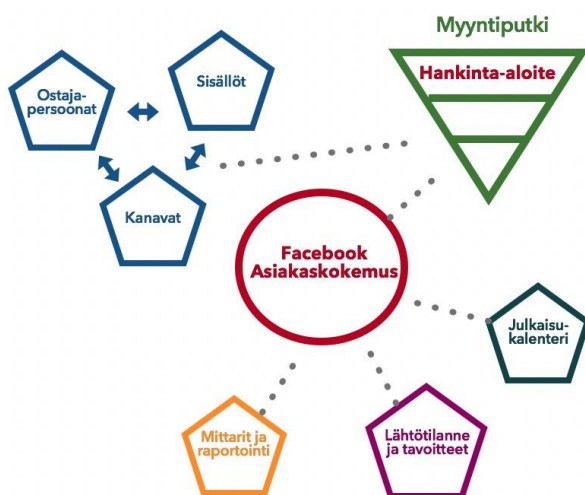 Myyntiputki
Hankinta-aloite
Ostaja-
persoonat
Sisällöt
Kanavat
Facebook
Asiakaskokemus
Julkaisu-
kalenteri
Mittarit ja
raportointi
Lähtötilanne
ja tavoitteet